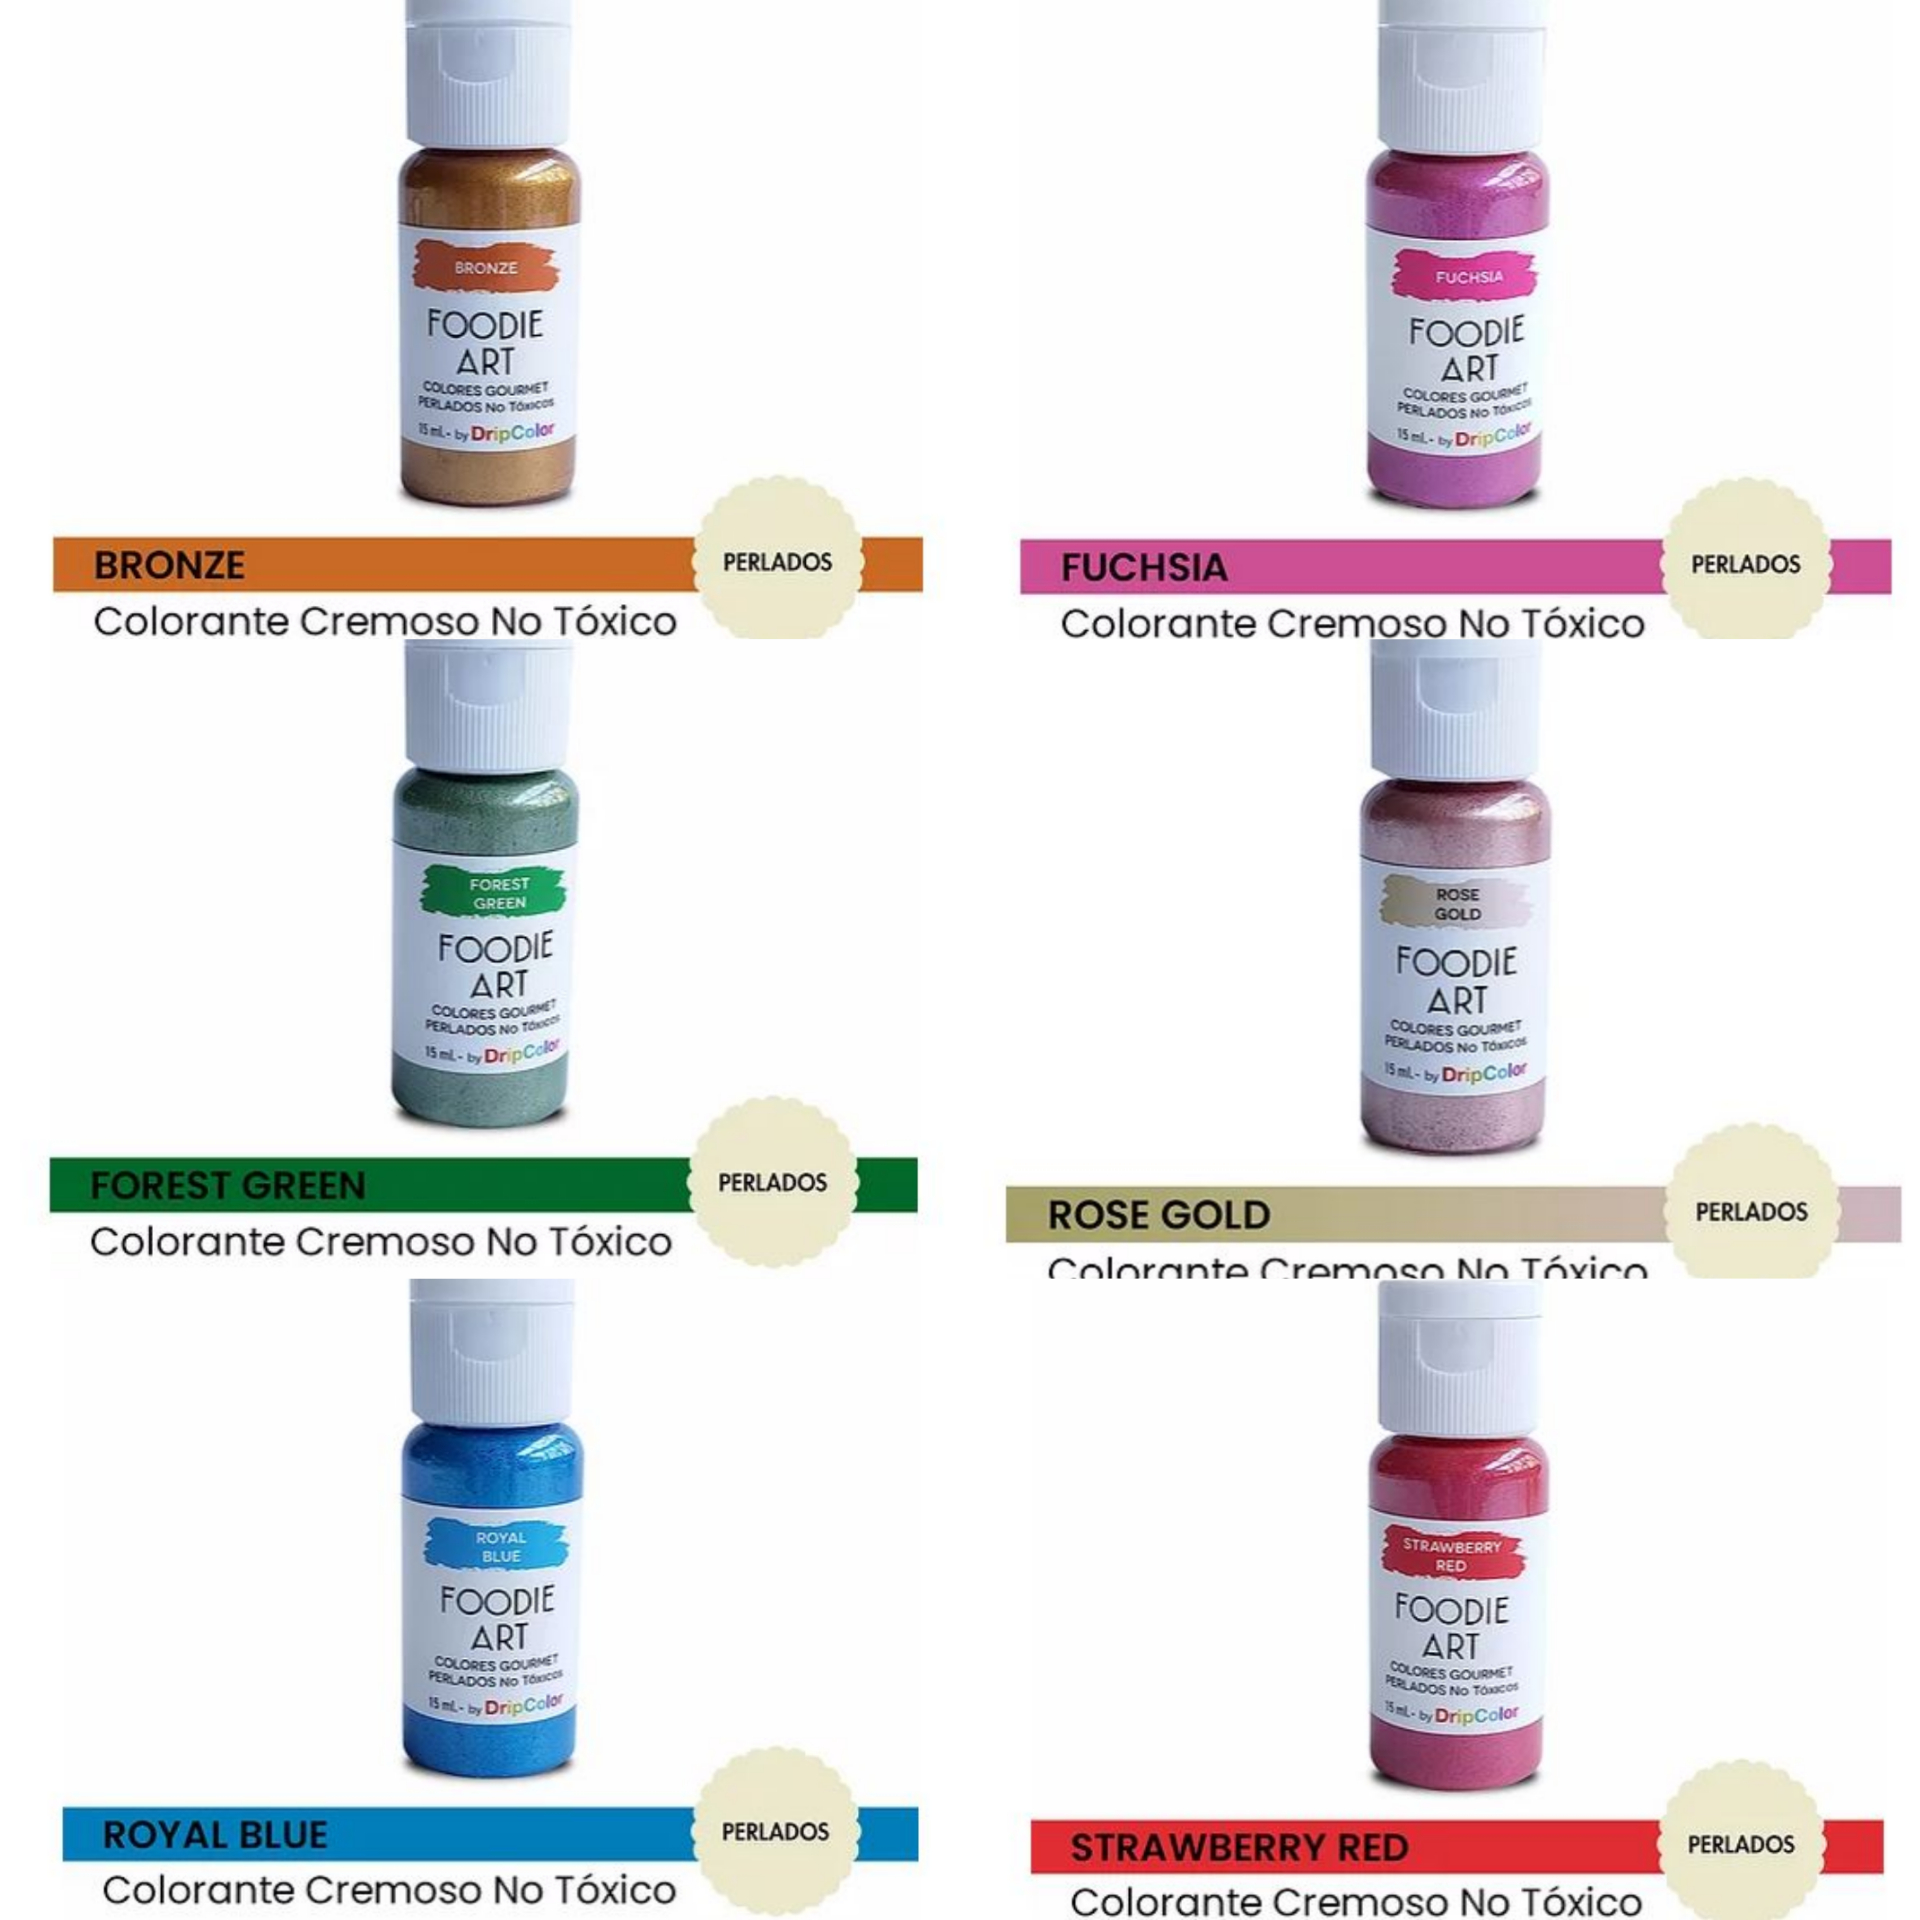 BRONZE
FOODIE
ART
COLORES GOURMET
PERLADOS No Tóxicos
15 ml.- by DripColor
BRONZE
PERLADOS
Colorante Cremoso No Tóxico
FUCHSIA
FOODIE
ART
COLORES GOURMET
PERLADOS No Tóxicos
15 ml.- by DripColor
FUCHSIA
PERLADOS
Colorante Cremoso No Tóxico
FOREST
GREEN
FOODIE
ART
COLORES GOURMET
PERLADOS No Tóxicos
15 ml.- by DripColor
FOREST GREEN
PERLADOS
Colorante Cremoso No Tóxico
ROSE
GOLD
FOODIE
ART
COLORES GOURMET
PERLADOS No Tóxicos
15 ml.- by DripColor
ROSE GOLD
PERLADOS
Colorante Cremoso No Tóxico
ROYAL
BLUE
FOODIE
ART
COLORES GOURMET
PERLADOS No Tóxicos
15 ml.- by DripColor
ROYAL BLUE
PERLADOS
Colorante Cremoso No Tóxico
STRAWBERRY
RED
FOODIE
ART
COLORES GOURMET
PERLADOS No Tóxicos
15 ml.- by DripColor
STRAWBERRY RED
PERLADOS
Colorante Cremoso No Tóxico